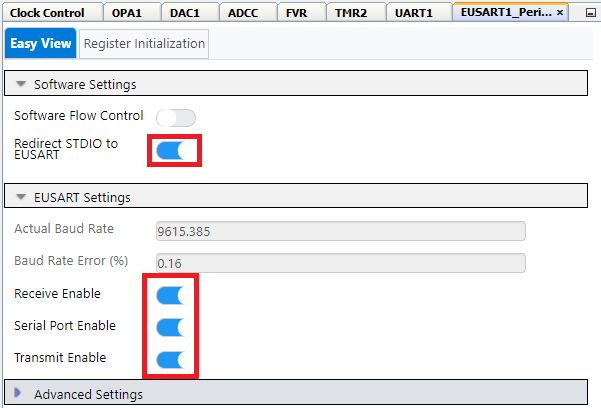 Clock Control OPA1 DAC1 ADCC FVR TMR2 UART1 EUSART1_Peri... ×
Easy View Register Initialization
Software Settings
Software Flow Control
Redirect STDIO to
EUSART
EUSART Settings
Actual Baud Rate 9615.385
Baud Rate Error (%) 0.16
Receive Enable
Serial Port Enable
Transmit Enable
Advanced Settings